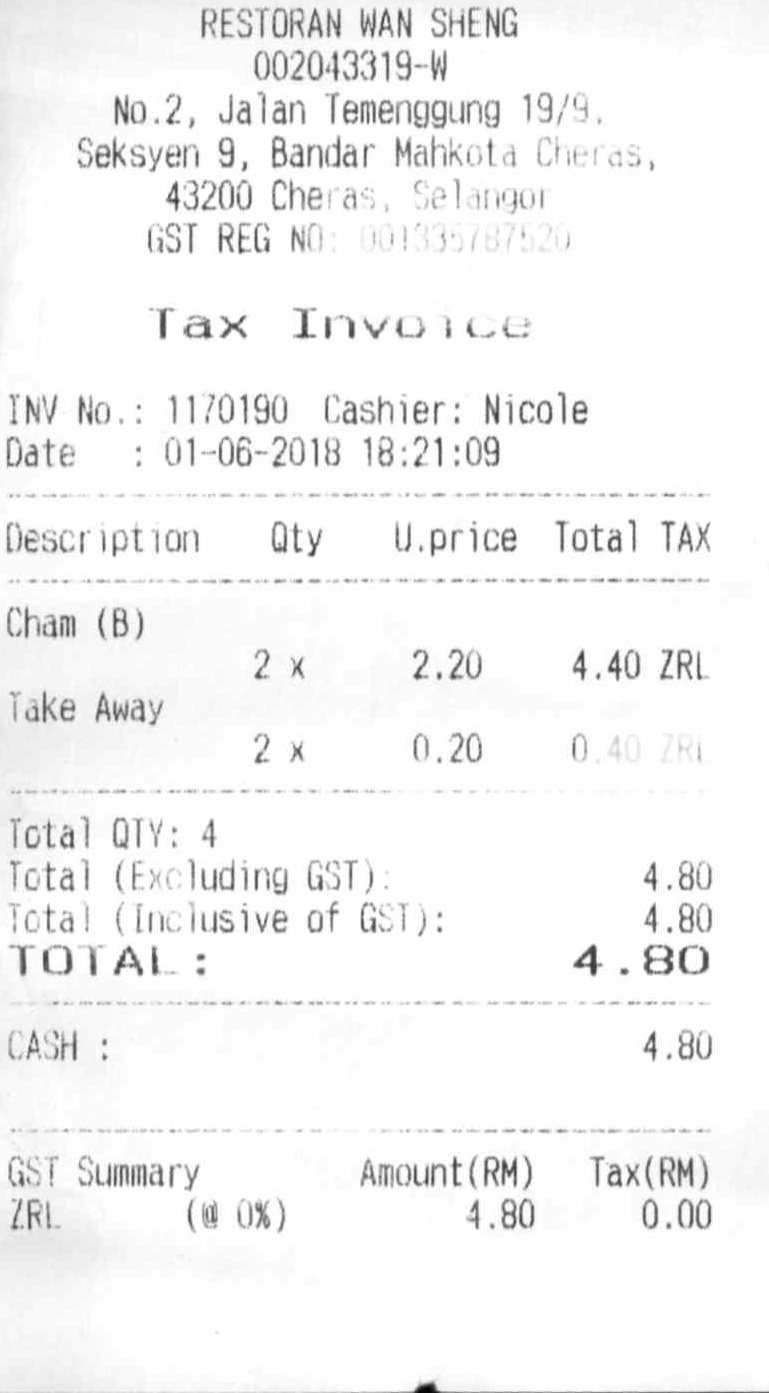 RESTORAN WAN SHENG
002043319-W
No.2, Jalan Temenggung 19/9,
Seksyen 9, Bandar Mahkota Cheras,
43200 Cheras, Selangor
GST REG NO: 001335787520
Tax Invoice
INV No.: 1170190 Cashier: Nicole
Date : 01-06-2018 18:21:09
Description Qty U.price Total TAX
Cham (B)
2 x 2.20 4.40 ZRL
Take Away
2 x 0.20 0.40 ZRL
Total QTY: 4
Total (Excluding GST): 4.80
Total (Inclusive of GST): 4.80
TOTAL: 4.80
CASH : 4.80
GST Summary Amount(RM) Tax(RM)
ZRL (@ 0%) 4.80 0.00